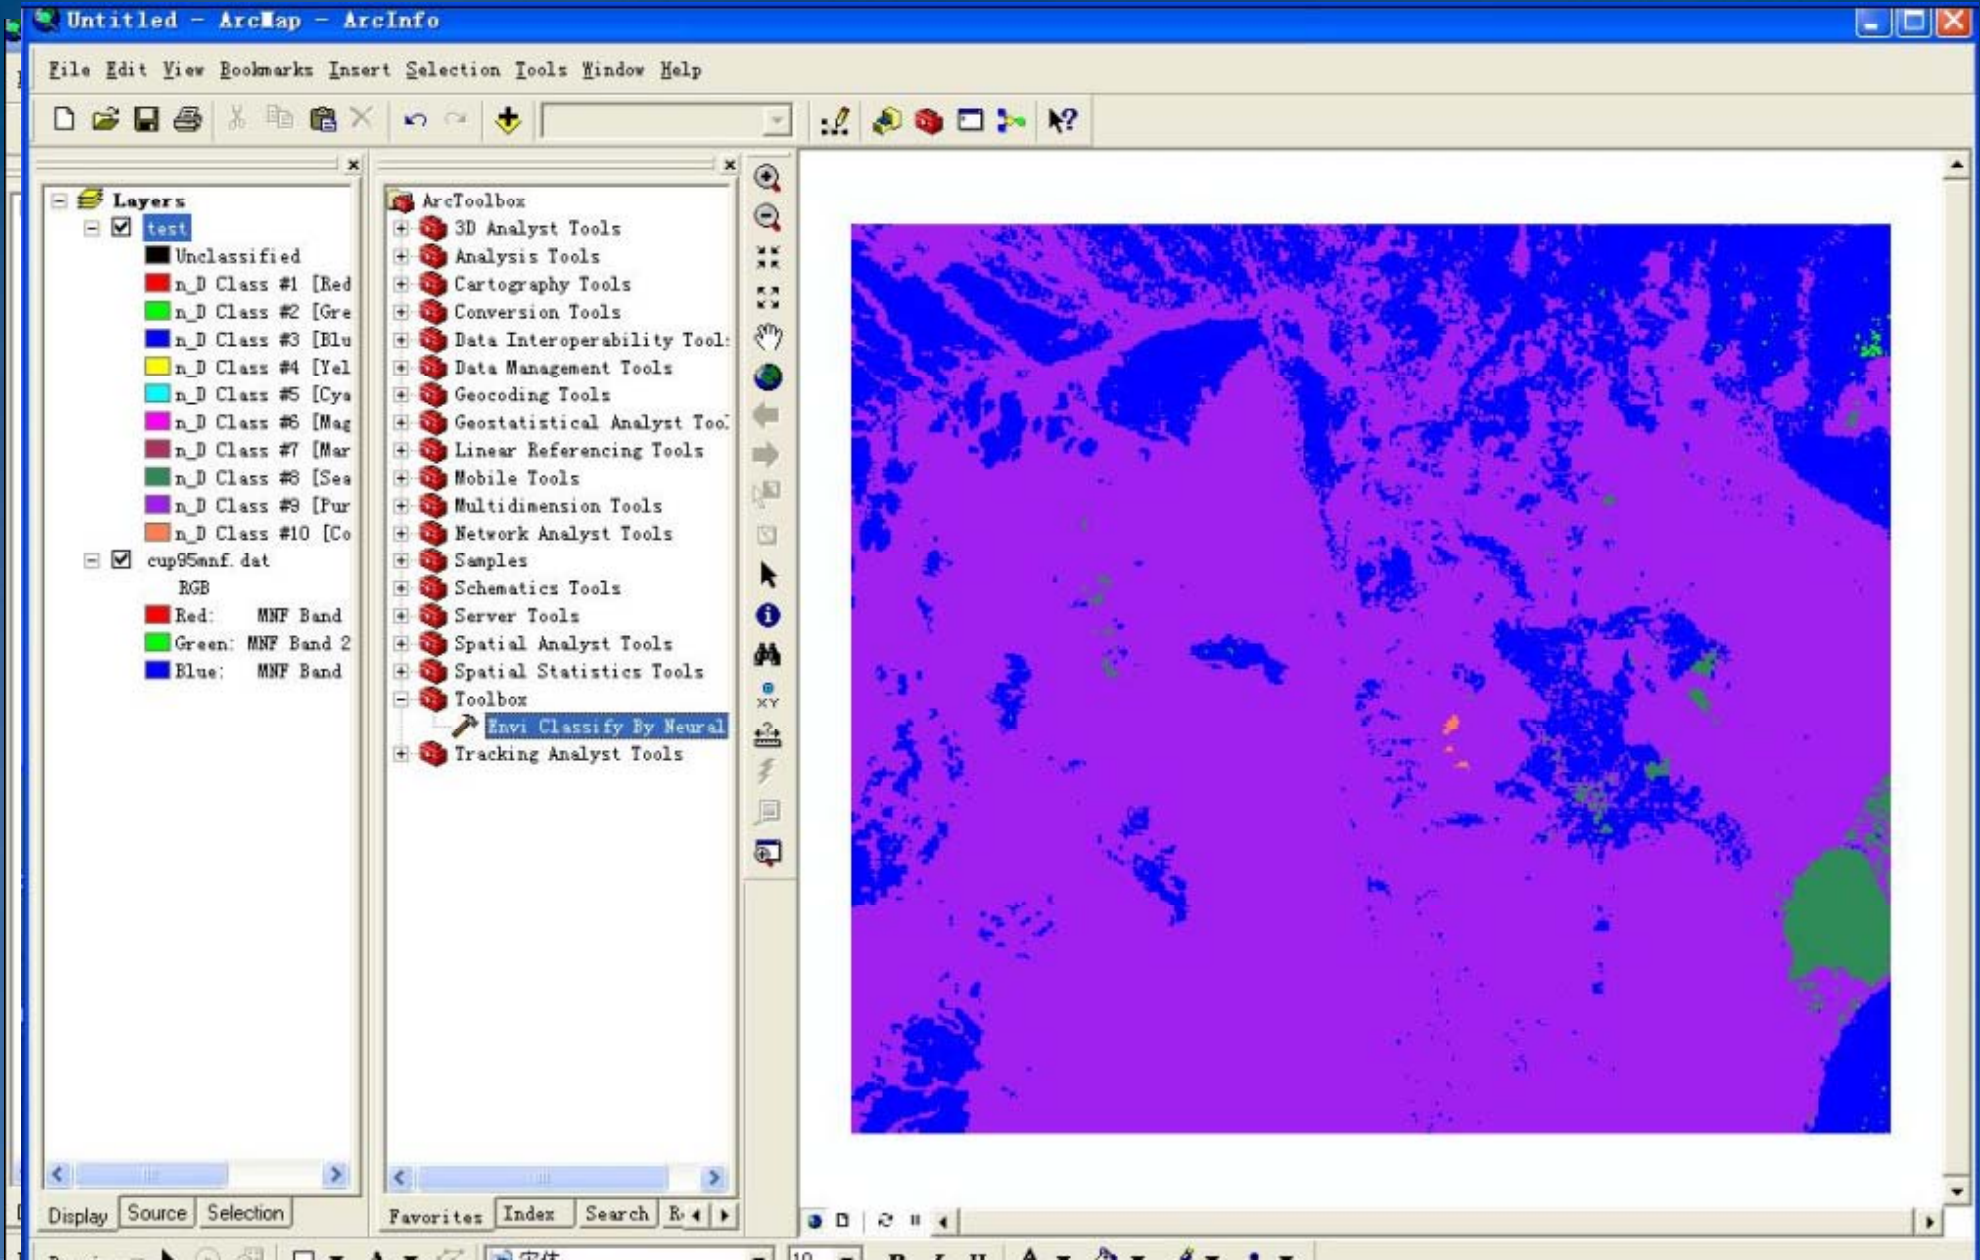 Untitled - ArcMap - ArcInfo
File Edit View Bookmarks Insert Selection Tools Window Help
Layers
test
Unclassified
n_D Class #1 [Red
n_D Class #2 [Gre
n_D Class #3 [Blu
n_D Class #4 [Yel
n_D Class #5 [Cya
n_D Class #6 [Mag
n_D Class #7 [Mar
n_D Class #8 [Sea
n_D Class #9 [Pur
n_D Class #10 [Co
cup95mnf.dat
RGB
Red: MNF Band
Green: MNF Band 2
Blue: MNF Band
Display Source Selection
ArcToolbox
3D Analyst Tools
Analysis Tools
Cartography Tools
Conversion Tools
Data Interoperability Tool
Data Management Tools
Geocoding Tools
Geostatistical Analyst Too
Linear Referencing Tools
Mobile Tools
Multidimension Tools
Network Analyst Tools
Samples
Schematics Tools
Server Tools
Spatial Analyst Tools
Spatial Statistics Tools
Toolbox
Envi Classify By Neural
Tracking Analyst Tools
Favorites Index Search R
XY
宋体 10 B I U A